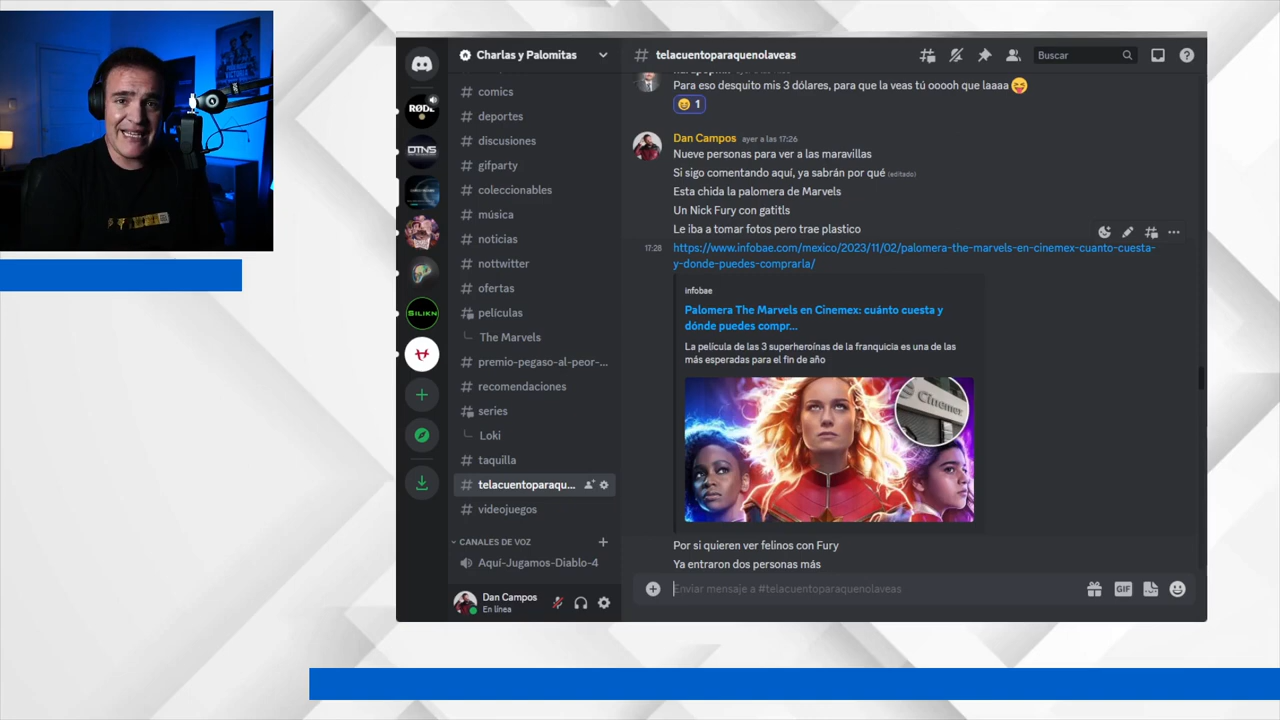 Charlas y Palomitas
comics
deportes
discusiones
gifparty
coleccionables
música
noticias
nottwitter
ofertas
películas
The Marvels
premio-pegaso-al-peor-...
recomendaciones
series
Loki
taquilla
telacuentoparaqu...
videojuegos
CANALES DE VOZ
Aquí-Jugamos-Diablo-4
Dan Campos
En línea
RØDE
DTNS
SILIKN
telacuentoparaquenolaveas
Buscar
Para eso desquito mis 3 dólares, para que la veas tú ooooh que laaaa
1
Dan Campos ayer a las 17:26
Nueve personas para ver a las maravillas
Si sigo comentando aquí, ya sabrán por qué (editado)
Esta chida la palomera de Marvels
Un Nick Fury con gatitls
Le iba a tomar fotos pero trae plastico
17:28 https://www.infobae.com/mexico/2023/11/02/palomera-the-marvels-en-cinemex-cuanto-cuesta-
y-donde-puedes-comprarla/
infobae
Palomera The Marvels en Cinemex: cuánto cuesta y
dónde puedes compr...
La película de las 3 superheroínas de la franquicia es una de las
más esperadas para el fin de año
Cinemex
Por si quieren ver felinos con Fury
Ya entraron dos personas más
Enviar mensaje a #telacuentoparaquenolaveas
GIF